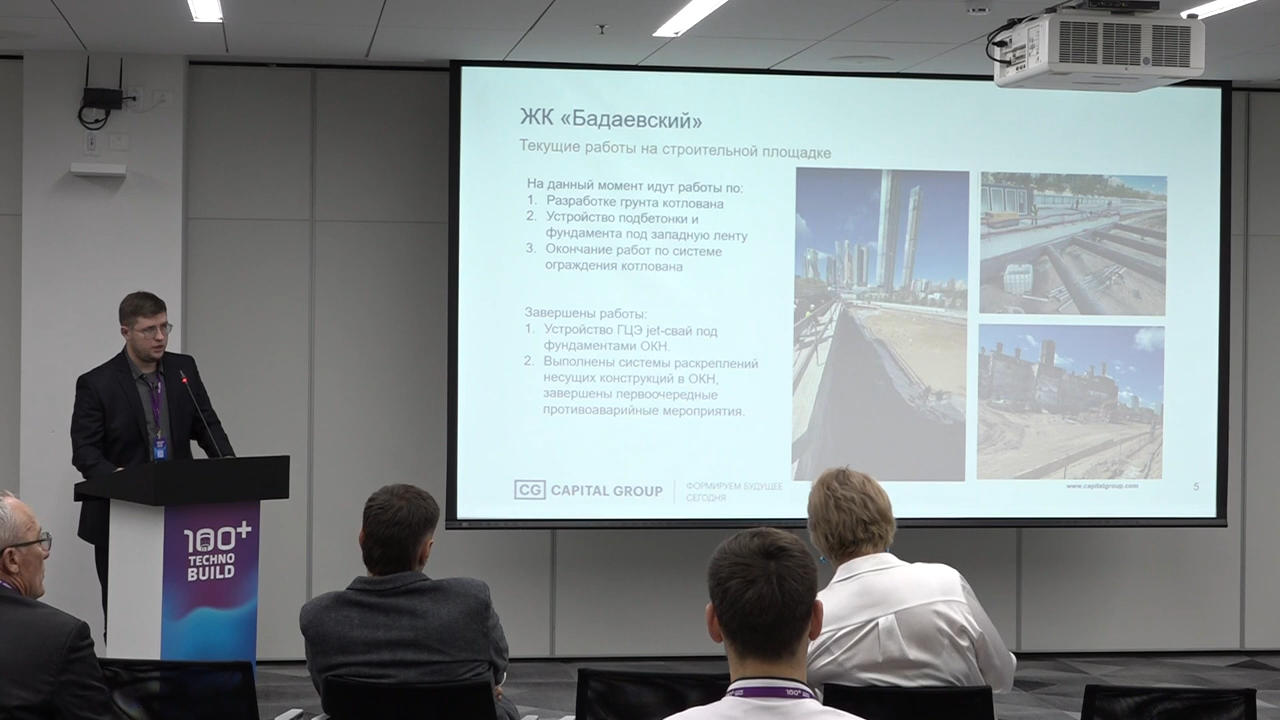 ЖК «Бадаевский»
Текущие работы на строительной площадке
На данный момент идут работы по:
1. Разработке грунта котлована
2. Устройство подбетонки и
фундамента под западную ленту
3. Окончание работ по системе
ограждения котлована
Завершены работы:
1. Устройство ГЦЭ jet-свай под
фундаментами ОКН.
2. Выполнены системы раскреплений
несущих конструкций в ОКН,
завершены первоочередные
противоаварийные мероприятия.
CG CAPITAL GROUP
ФОРМИРУЕМ БУДУЩЕЕ
СЕГОДНЯ
www.capitalgroup.com
5
100+
TECHNO
BUILD
100+